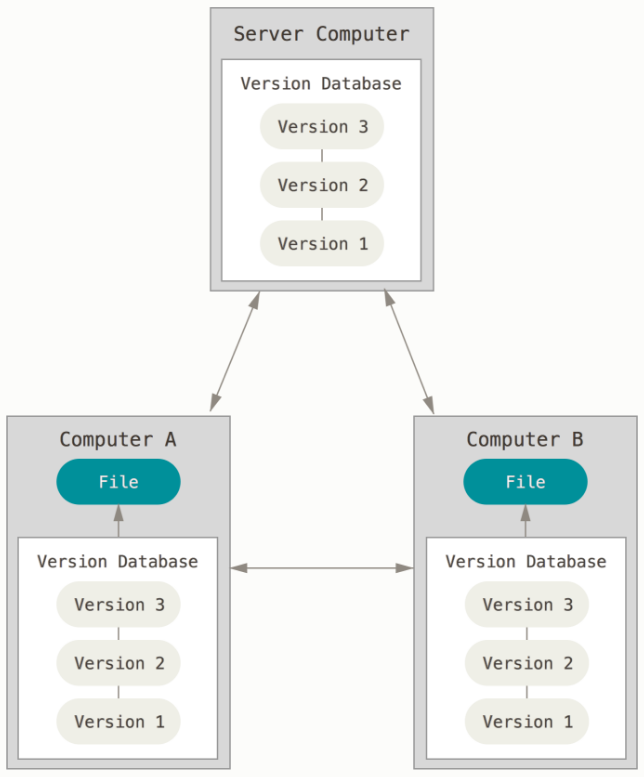 Server Computer
Version Database
Version 3
Version 2
Version 1
Computer A
File
Version Database
Version 3
Version 2
Version 1
Computer B
File
Version Database
Version 3
Version 2
Version 1